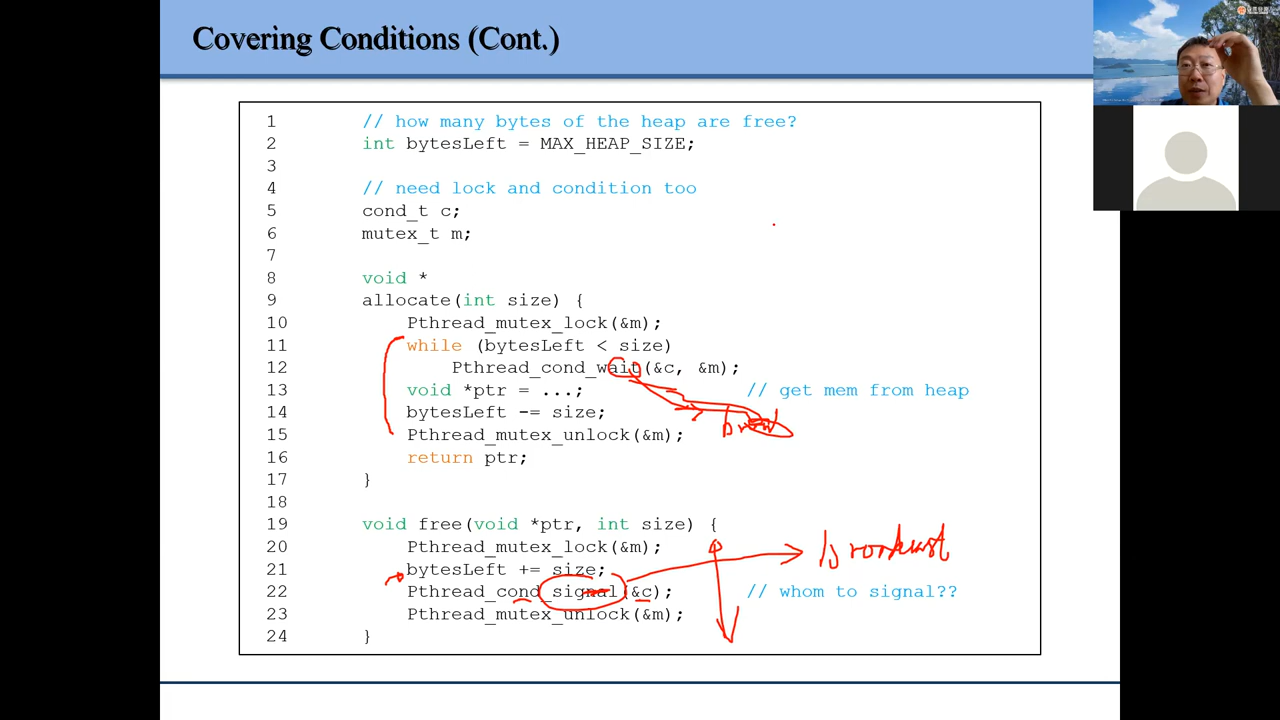 Covering Conditions (Cont.)
1 // how many bytes of the heap are free?
2 int bytesLeft = MAX_HEAP_SIZE;
3
4 // need lock and condition too
5 cond_t c;
6 mutex_t m;
7
8 void *
9 allocate(int size) {
10 Pthread_mutex_lock(&m);
11 while (bytesLeft < size)
12 Pthread_cond_wait(&c, &m);
13 void *ptr = ...; // get mem from heap
14 bytesLeft -= size;
15 Pthread_mutex_unlock(&m);
16 return ptr;
17 }
18
19 void free(void *ptr, int size) {
20 Pthread_mutex_lock(&m);
broadcast
21 bytesLeft += size;
22 Pthread_cond_signal(&c); // whom to signal??
23 Pthread_mutex_unlock(&m);
24 }